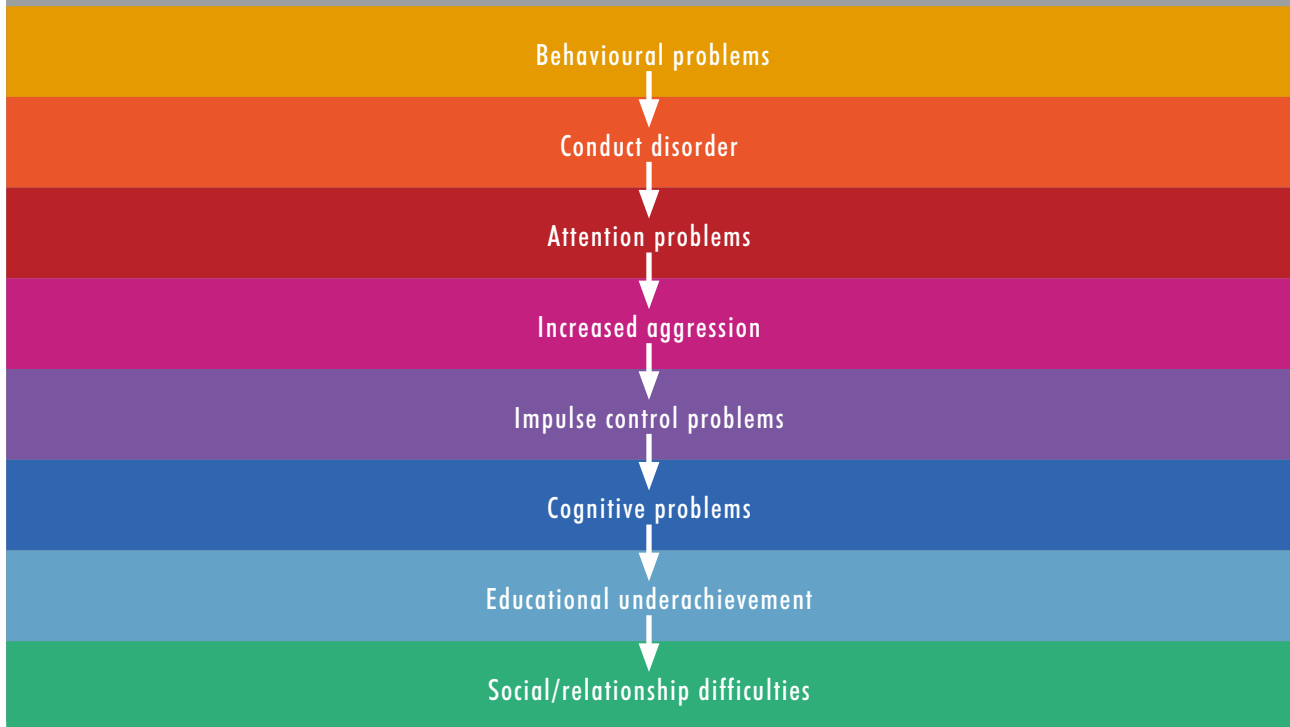 Behavioural problems
Conduct disorder
Attention problems
Increased aggression
Impulse control problems
Cognitive problems
Educational underachievement
Social/relationship difficulties